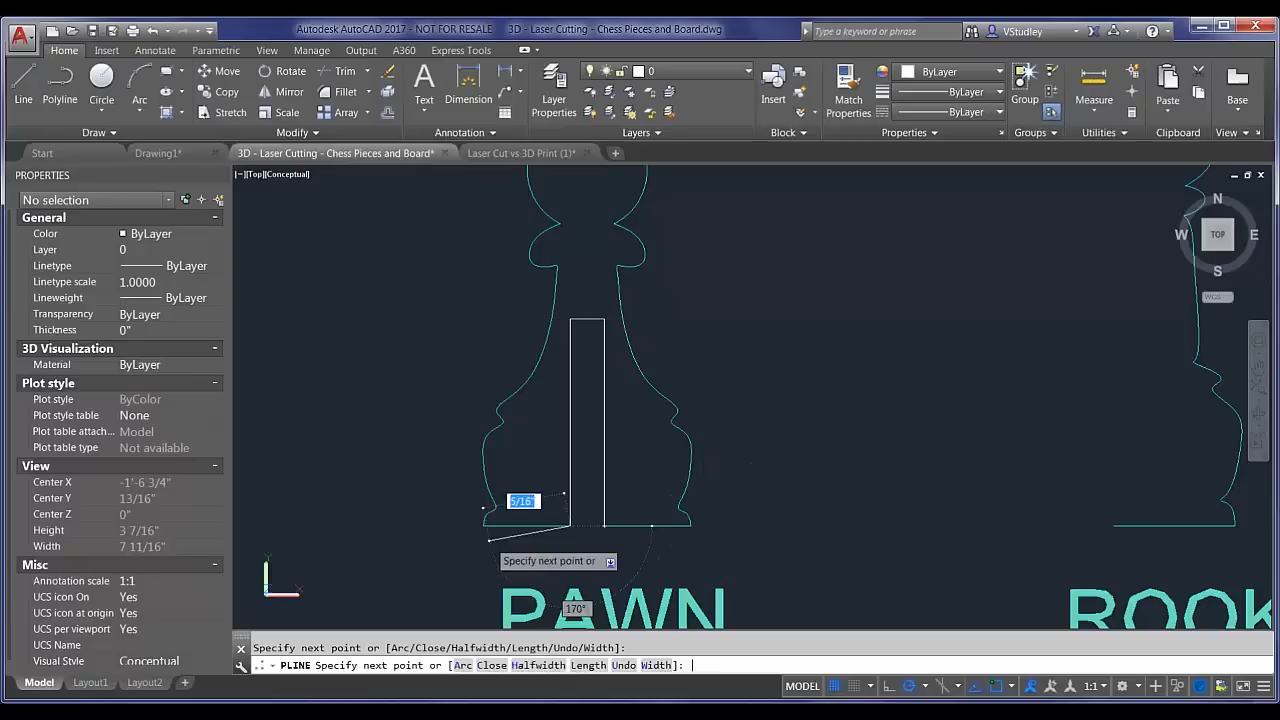 Autodesk AutoCAD 2017 - NOT FOR RESALE    3D - Laser Cutting - Chess Pieces and Board.dwg
Type a keyword or phrase
VStudley
Home Insert Annotate Parametric View Manage Output A360 Express Tools
Line Polyline Circle Arc
Move Rotate Trim
Copy Mirror Fillet
Stretch Scale Array
Text Dimension
Layer Properties
0
Insert
Match Properties
ByLayer
ByLayer
ByLayer
Group
Measure
Paste
Base
Draw Modify Annotation Layers Block Properties Groups Utilities Clipboard View
Start Drawing1* 3D - Laser Cutting - Chess Pieces and Board* Laser Cut vs 3D Print (1)*
PROPERTIES
[−][Top][Conceptual]
No selection
General
Color ByLayer
Layer 0
Linetype ByLayer
Linetype scale 1.0000
Lineweight ByLayer
Transparency ByLayer
Thickness 0"
3D Visualization
Material ByLayer
Plot style
Plot style ByColor
Plot style table None
Plot table attach... Model
Plot table type Not available
View
Center X -1'-6 3/4"
Center Y 13/16"
Center Z 0"
Height 3 7/16"
Width 7 11/16"
Misc
Annotation scale 1:1
UCS icon On Yes
UCS icon at origin Yes
UCS per viewport Yes
UCS Name
Visual Style Conceptual
N
W TOP E
S
WCS
5/16"
Specify next point or
170°
PAWN
ROOK
Y
X
Specify next point or [Arc/Close/Halfwidth/Length/Undo/Width]:
PLINE Specify next point or [Arc Close Halfwidth Length Undo Width]:
Model Layout1 Layout2
MODEL 1:1